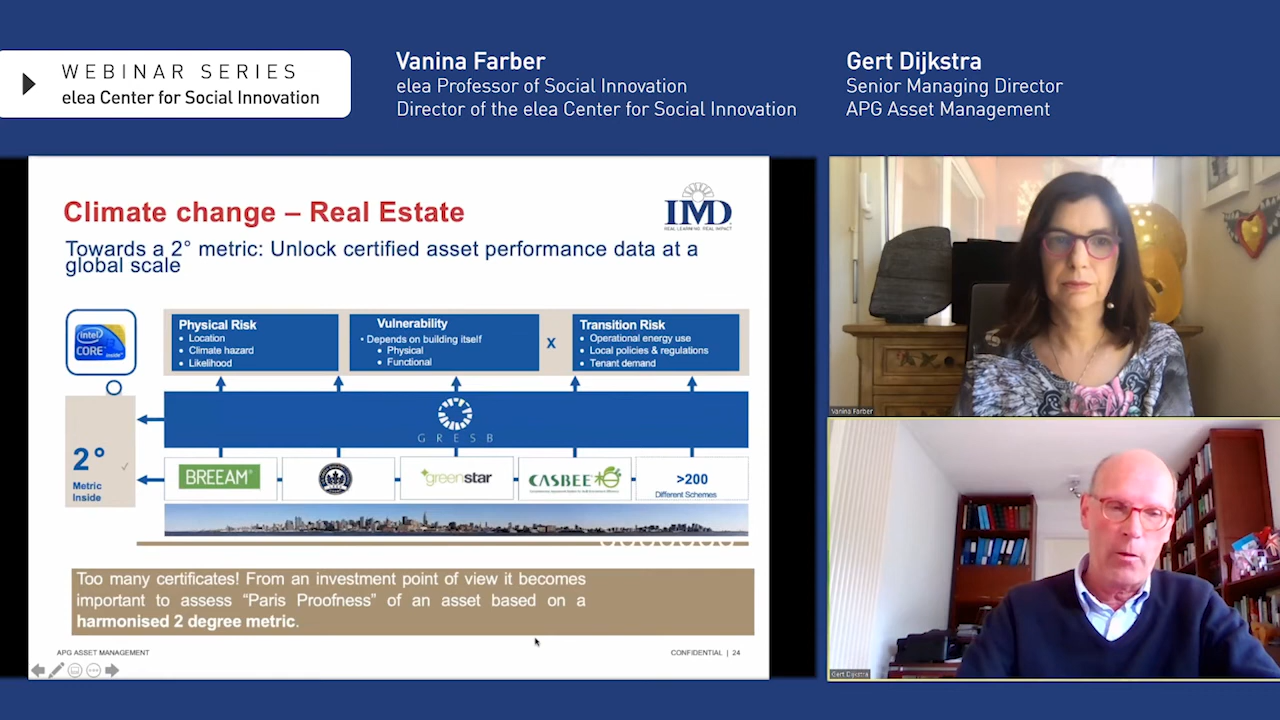 WEBINAR SERIES
elea Center for Social Innovation
Vanina Farber
elea Professor of Social Innovation
Director of the elea Center for Social Innovation
Gert Dijkstra
Senior Managing Director
APG Asset Management
Climate change – Real Estate
IMD
REAL LEARNING. REAL IMPACT
Towards a 2° metric: Unlock certified asset performance data at a
global scale
intel
CORE
inside
Physical Risk
• Location
• Climate hazard
• Likelihood
Vulnerability
• Depends on building itself
• Physical
• Functional
x
Transition Risk
• Operational energy use
• Local policies & regulations
• Tenant demand
GRESB
2°
Metric
Inside
✓
BREEAM®
greenstar
CASBEE
>200
Different Schemes
Too many certificates! From an investment point of view it becomes
important to assess “Paris Proofness” of an asset based on a
harmonised 2 degree metric.
APG ASSET MANAGEMENT
CONFIDENTIAL | 24
Vanina Farber
Gert Dijkstra